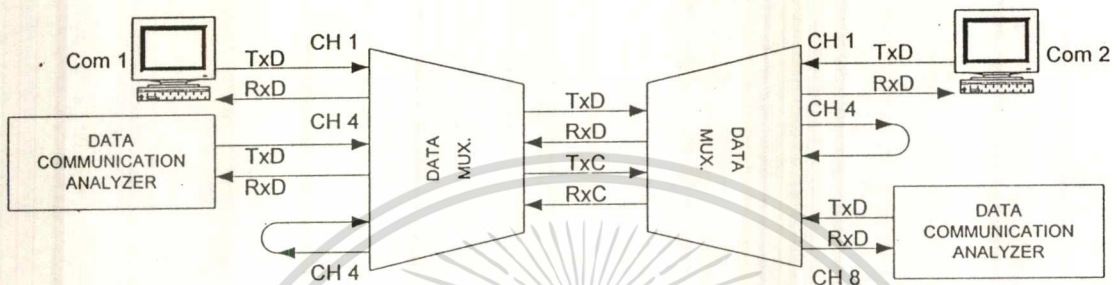 Com 1
CH 1
TxD
RxD
DATA
COMMUNICATION
ANALYZER
CH 4
TxD
RxD
CH 4
DATA
MUX.
TxD
RxD
TxC
RxC
DATA
MUX.
CH 1
TxD
RxD
Com 2
CH 4
TxD
RxD
DATA
COMMUNICATION
ANALYZER
CH 8